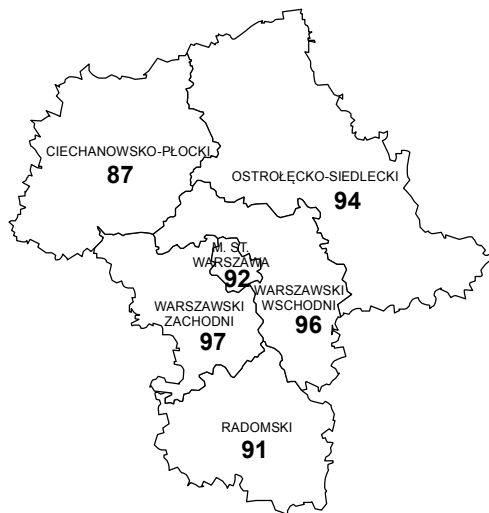 CIECHANOWSKO-PŁOCKI
87
OSTROŁĘCKO-SIEDLECKI
94
M. ST.
WARSZAWA
92
WARSZAWSKI
WSCHODNI
96
WARSZAWSKI
ZACHODNI
97
RADOMSKI
91